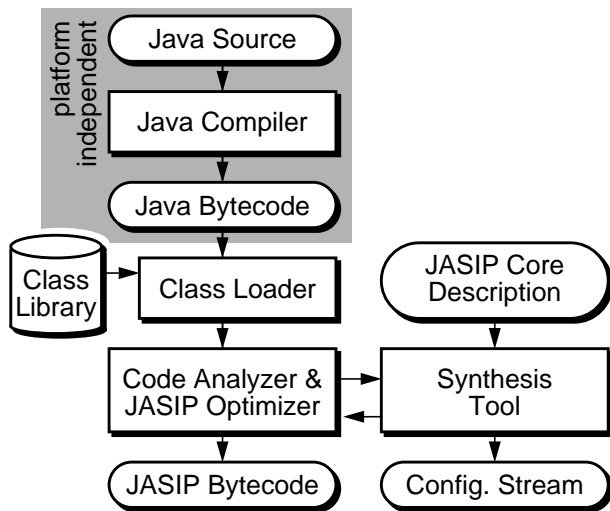 platform
independent
Java Source
Java Compiler
Java Bytecode
Class
Library
Class Loader
JASIP Core
Description
Code Analyzer &
JASIP Optimizer
Synthesis
Tool
JASIP Bytecode
Config. Stream